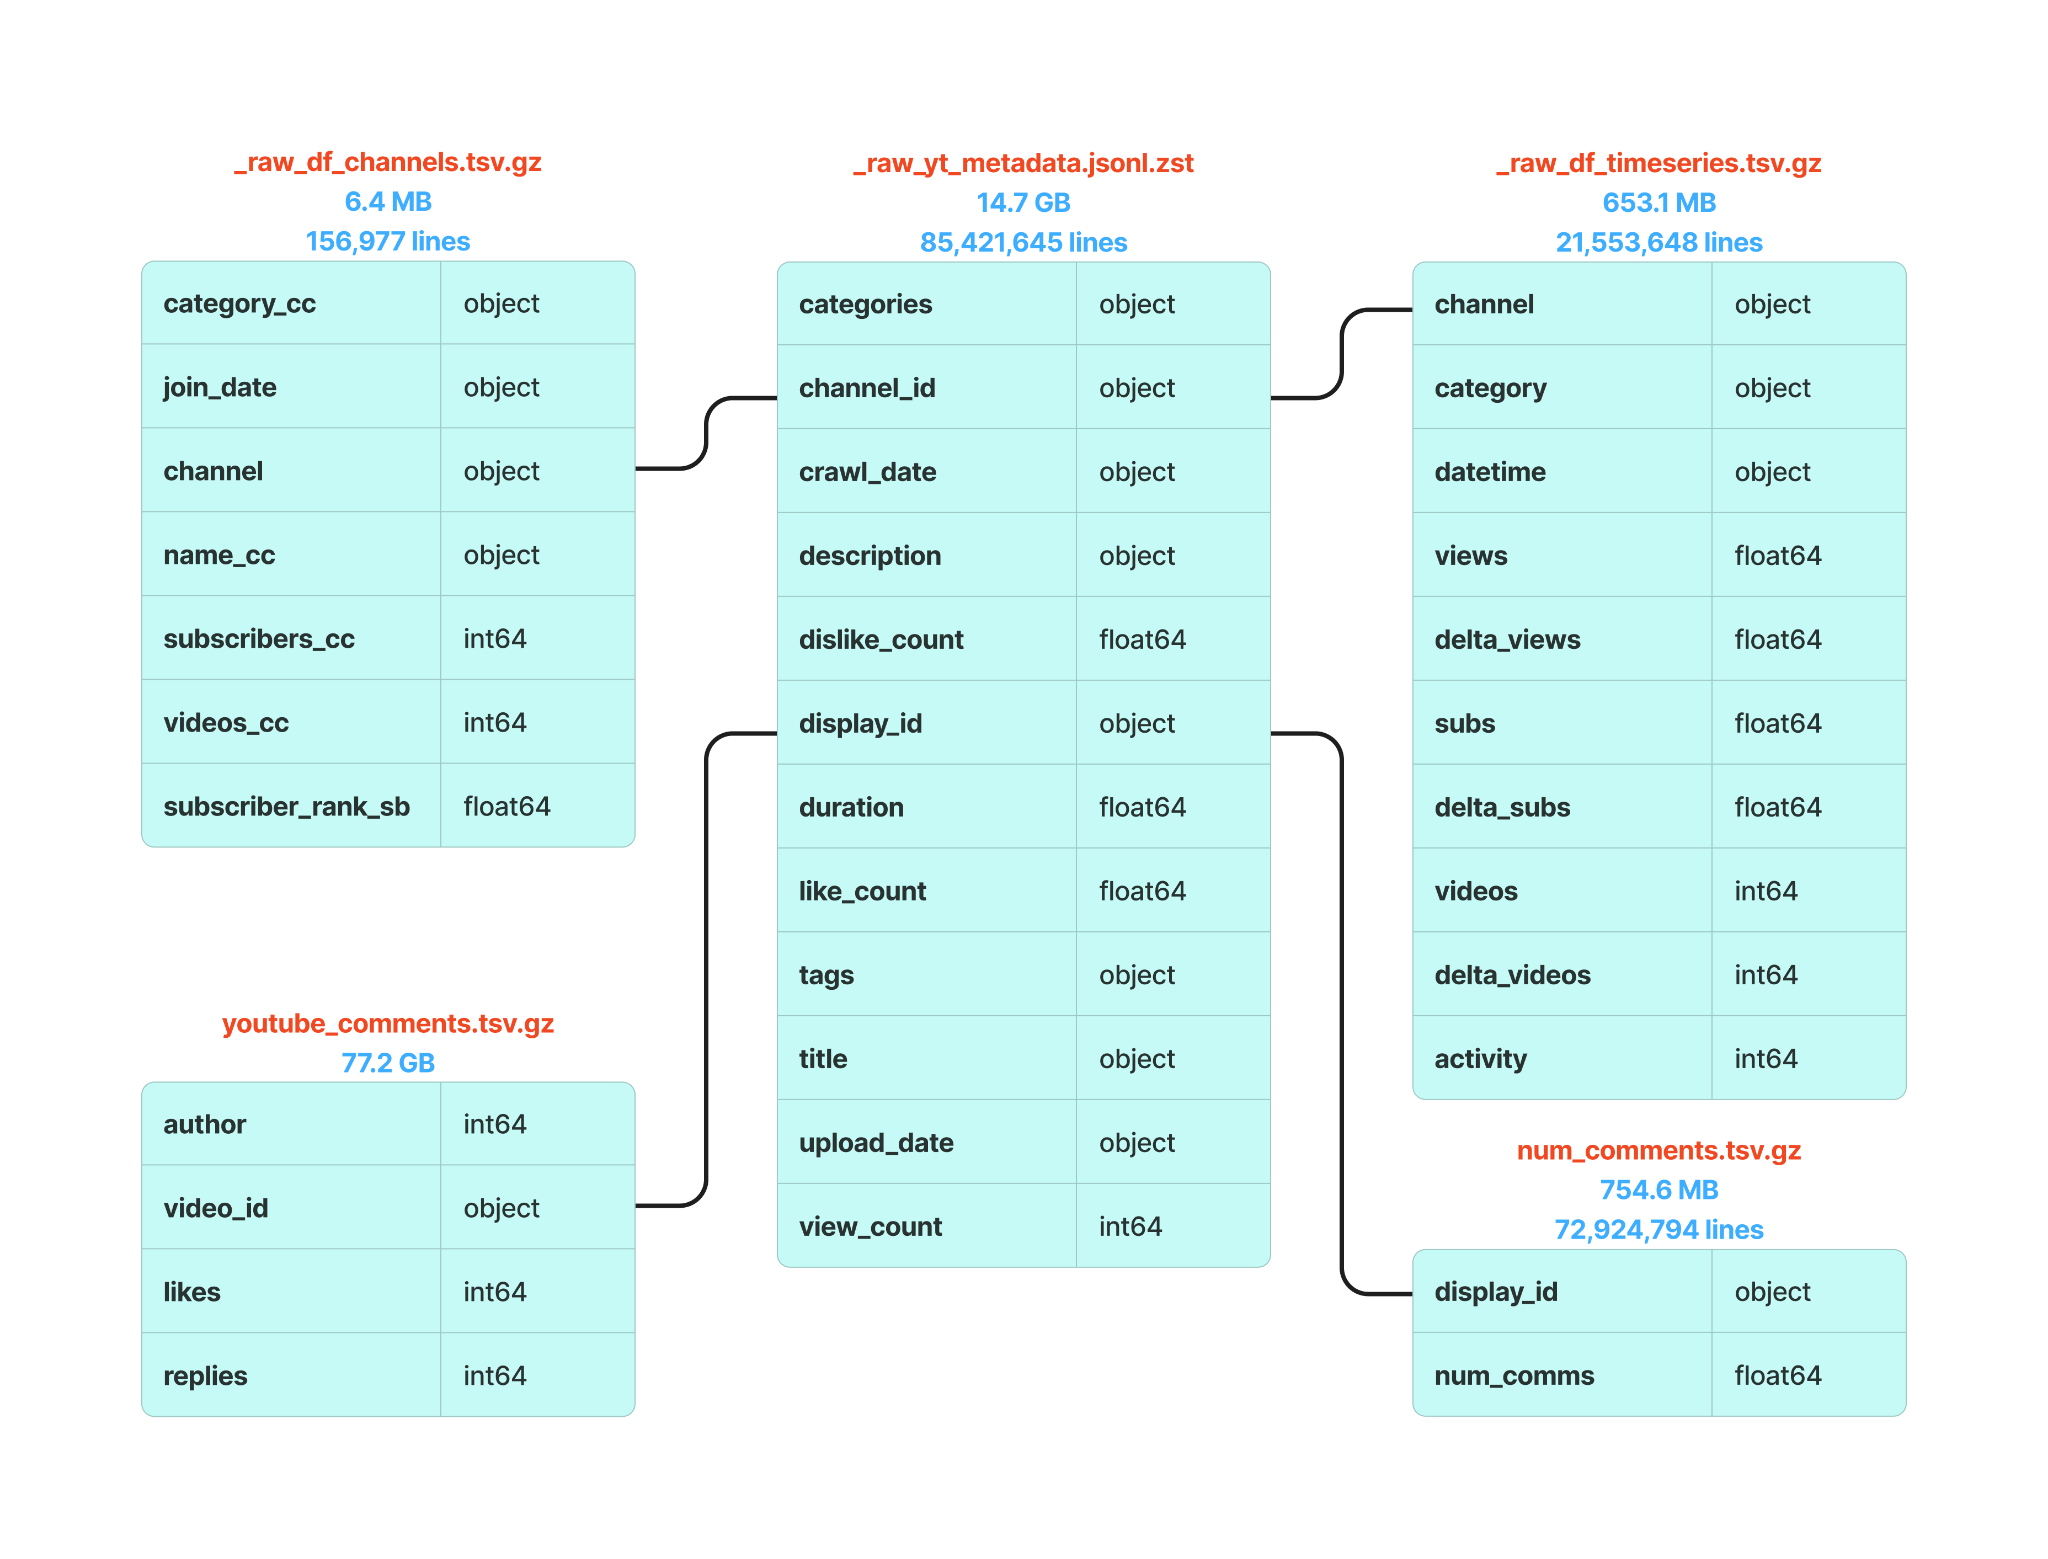 _raw_df_channels.tsv.gz
6.4 MB
156,977 lines
category_cc object
join_date object
channel object
name_cc object
subscribers_cc int64
videos_cc int64
subscriber_rank_sb float64
youtube_comments.tsv.gz
77.2 GB
author int64
video_id object
likes int64
replies int64
_raw_yt_metadata.jsonl.zst
14.7 GB
85,421,645 lines
categories object
channel_id object
crawl_date object
description object
dislike_count float64
display_id object
duration float64
like_count float64
tags object
title object
upload_date object
view_count int64
_raw_df_timeseries.tsv.gz
653.1 MB
21,553,648 lines
channel object
category object
datetime object
views float64
delta_views float64
subs float64
delta_subs float64
videos int64
delta_videos int64
activity int64
num_comments.tsv.gz
754.6 MB
72,924,794 lines
display_id object
num_comms float64